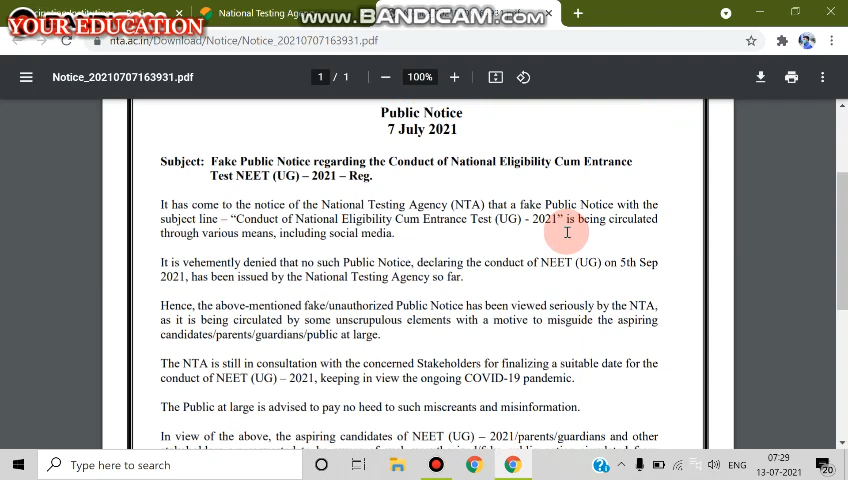 YOUR EDUCATION
National Testing Age
WWW.BANDICAM.COM
nta.ac.in/Download/Notice/Notice_20210707163931.pdf
Notice_20210707163931.pdf
1 / 1
100%
Public Notice
7 July 2021
Subject: Fake Public Notice regarding the Conduct of National Eligibility Cum Entrance
Test NEET (UG) – 2021 – Reg.
It has come to the notice of the National Testing Agency (NTA) that a fake Public Notice with the
subject line – “Conduct of National Eligibility Cum Entrance Test (UG) - 2021” is being circulated
through various means, including social media.
It is vehemently denied that no such Public Notice, declaring the conduct of NEET (UG) on 5th Sep
2021, has been issued by the National Testing Agency so far.
Hence, the above-mentioned fake/unauthorized Public Notice has been viewed seriously by the NTA,
as it is being circulated by some unscrupulous elements with a motive to misguide the aspiring
candidates/parents/guardians/public at large.
The NTA is still in consultation with the concerned Stakeholders for finalizing a suitable date for the
conduct of NEET (UG) – 2021, keeping in view the ongoing COVID-19 pandemic.
The Public at large is advised to pay no heed to such miscreants and misinformation.
In view of the above, the aspiring candidates of NEET (UG) – 2021/parents/guardians and other
Type here to search
ENG
07:29
13-07-2021
20